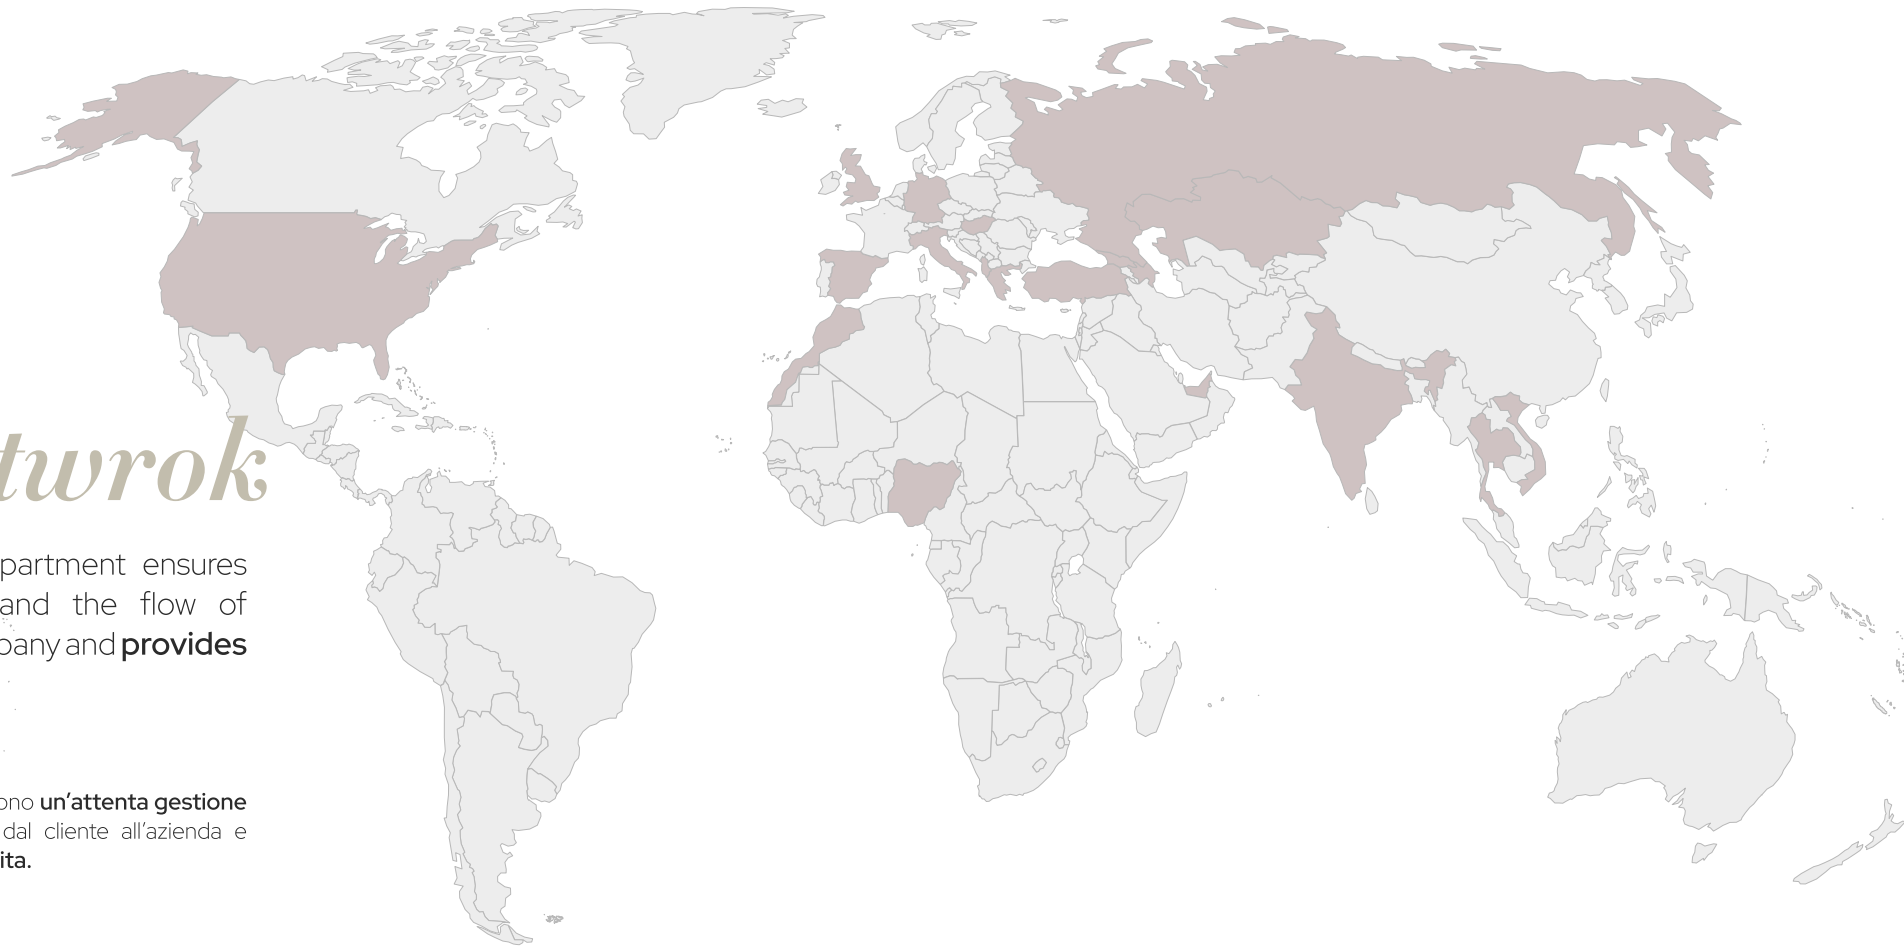 twrok
partment ensures
and the flow of
pany and provides
ono un’attenta gestione
dal cliente all’azienda e
ita.